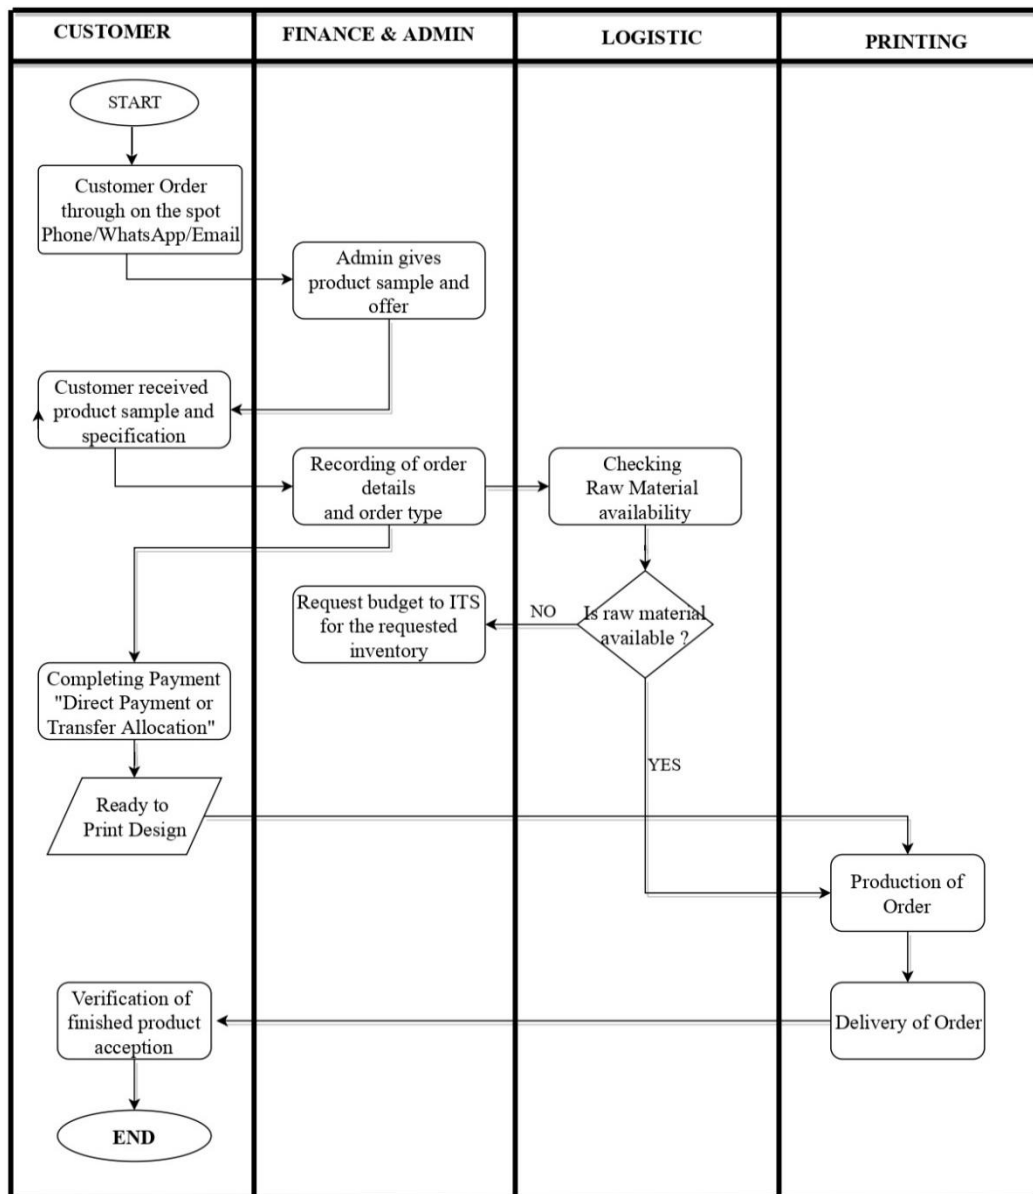 CUSTOMER
FINANCE & ADMIN
LOGISTIC
PRINTING
START
Customer Order
through on the spot
Phone/WhatsApp/Email
Admin gives
product sample and
offer
Customer received
product sample and
specification
Recording of order
details
and order type
Checking
Raw Material
availability
Request budget to ITS
for the requested
inventory
NO
Is raw material
available ?
Completing Payment
"Direct Payment or
Transfer Allocation"
YES
Ready to
Print Design
Production of
Order
Verification of
finished product
acception
Delivery of Order
END